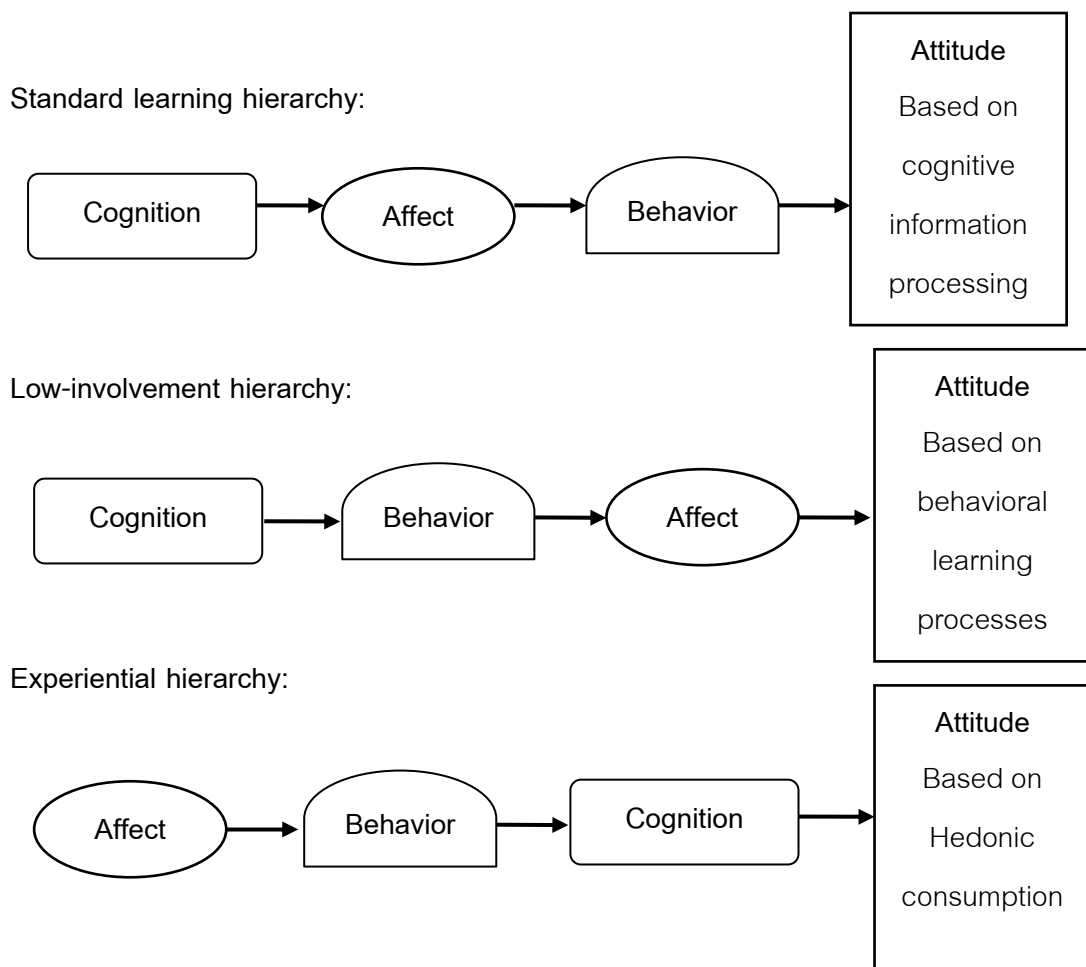 Standard learning hierarchy:
Cognition
Affect
Behavior
Attitude
Based on
cognitive
information
processing
Low-involvement hierarchy:
Cognition
Behavior
Affect
Attitude
Based on
behavioral
learning
processes
Experiential hierarchy:
Affect
Behavior
Cognition
Attitude
Based on
Hedonic
consumption